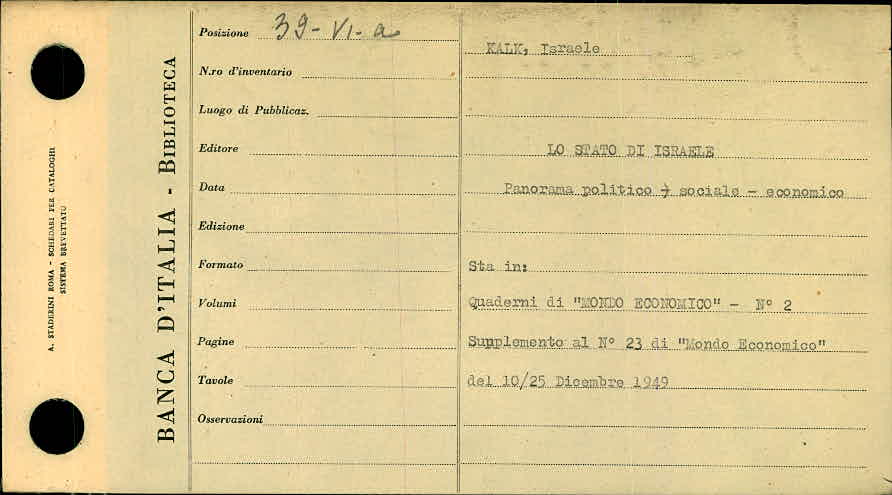 A. STADERINI ROMA - SCHEDARI PER CATALOGHI
SISTEMA BREVETTATO
BANCA D'ITALIA - BIBLIOTECA
Posizione 39-VI-a
N.ro d'inventario
Luogo di Pubblicaz.
Editore
Data
Edizione
Formato
Volumi
Pagine
Tavole
Osservazioni
KALK, Israele
LO STATO DI ISRAELE
Panorama politico - sociale - economico
Sta in:
Quaderni di "MONDO ECONOMICO" - N° 2
Supplemento al N° 23 di "Mondo Economico"
del 10/25 Dicembre 1949